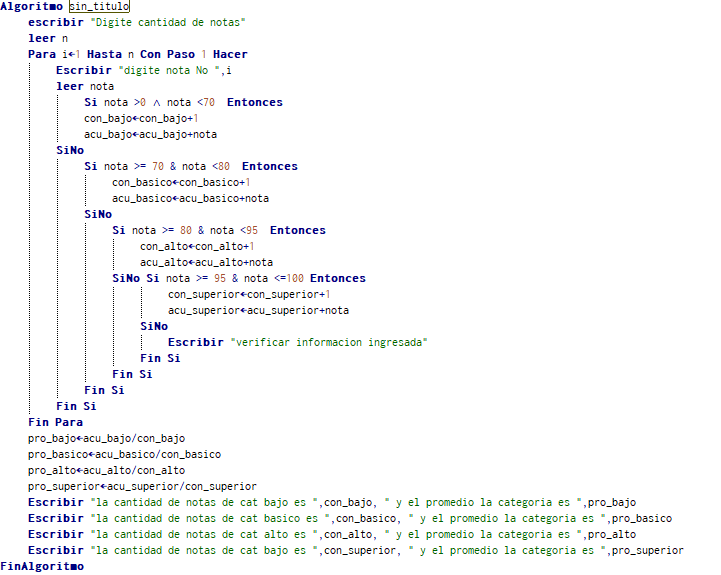 Algoritmo sin_titulo
escribir "Digite cantidad de notas"
leer n
Para i←1 Hasta n Con Paso 1 Hacer
Escribir "digite nota No ",i
leer nota
Si nota >0 ∧ nota <70 Entonces
con_bajo←con_bajo+1
acu_bajo←acu_bajo+nota
SiNo
Si nota >= 70 & nota <80 Entonces
con_basico←con_basico+1
acu_basico←acu_basico+nota
SiNo
Si nota >= 80 & nota <95 Entonces
con_alto←con_alto+1
acu_alto←acu_alto+nota
SiNo Si nota >= 95 & nota <=100 Entonces
con_superior←con_superior+1
acu_superior←acu_superior+nota
SiNo
Escribir "verificar informacion ingresada"
Fin Si
Fin Si
Fin Si
Fin Si
Fin Para
pro_bajo←acu_bajo/con_bajo
pro_basico←acu_basico/con_basico
pro_alto←acu_alto/con_alto
pro_superior←acu_superior/con_superior
Escribir "la cantidad de notas de cat bajo es ",con_bajo, " y el promedio la categoria es ",pro_bajo
Escribir "la cantidad de notas de cat basico es ",con_basico, " y el promedio la categoria es ",pro_basico
Escribir "la cantidad de notas de cat alto es ",con_alto, " y el promedio la categoria es ",pro_alto
Escribir "la cantidad de notas de cat bajo es ",con_superior, " y el promedio la categoria es ",pro_superior
FinAlgoritmo